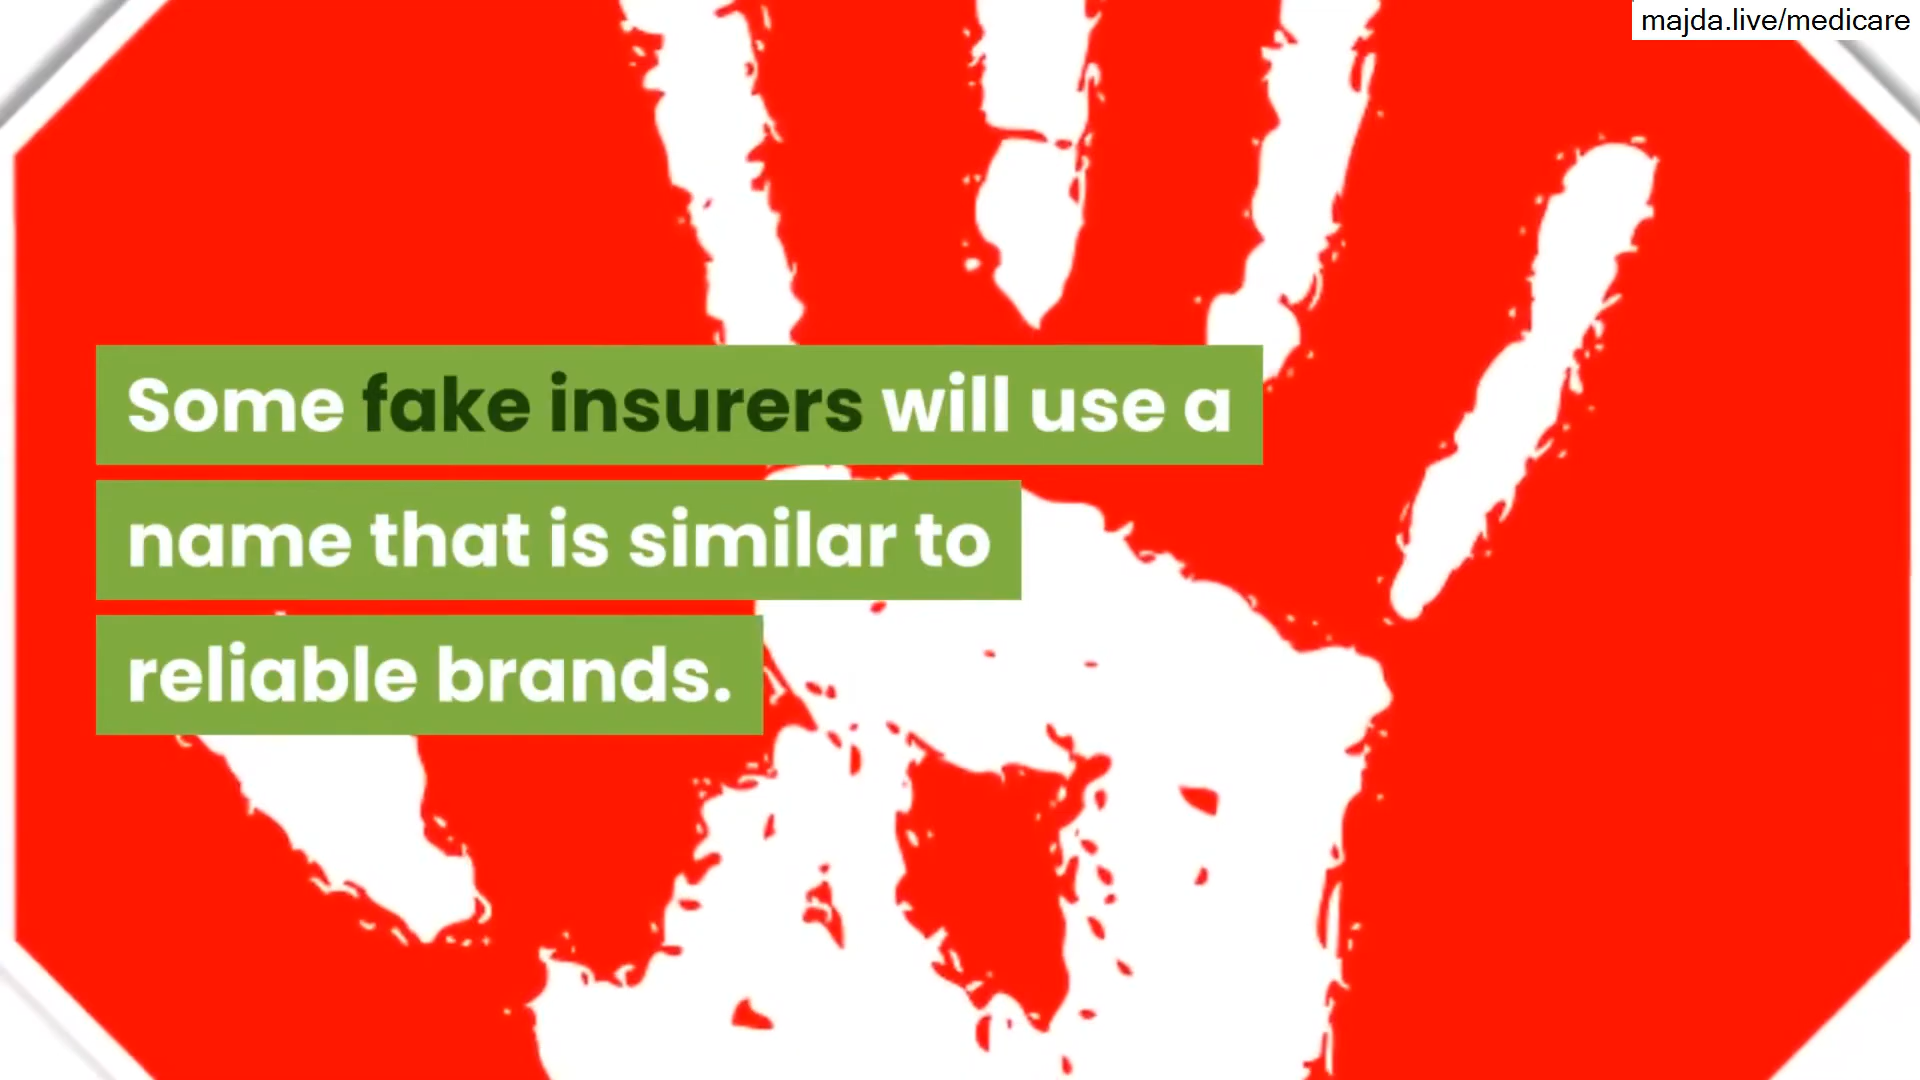 majda.live/medicare
Some fake insurers will use a
name that is similar to
reliable brands.